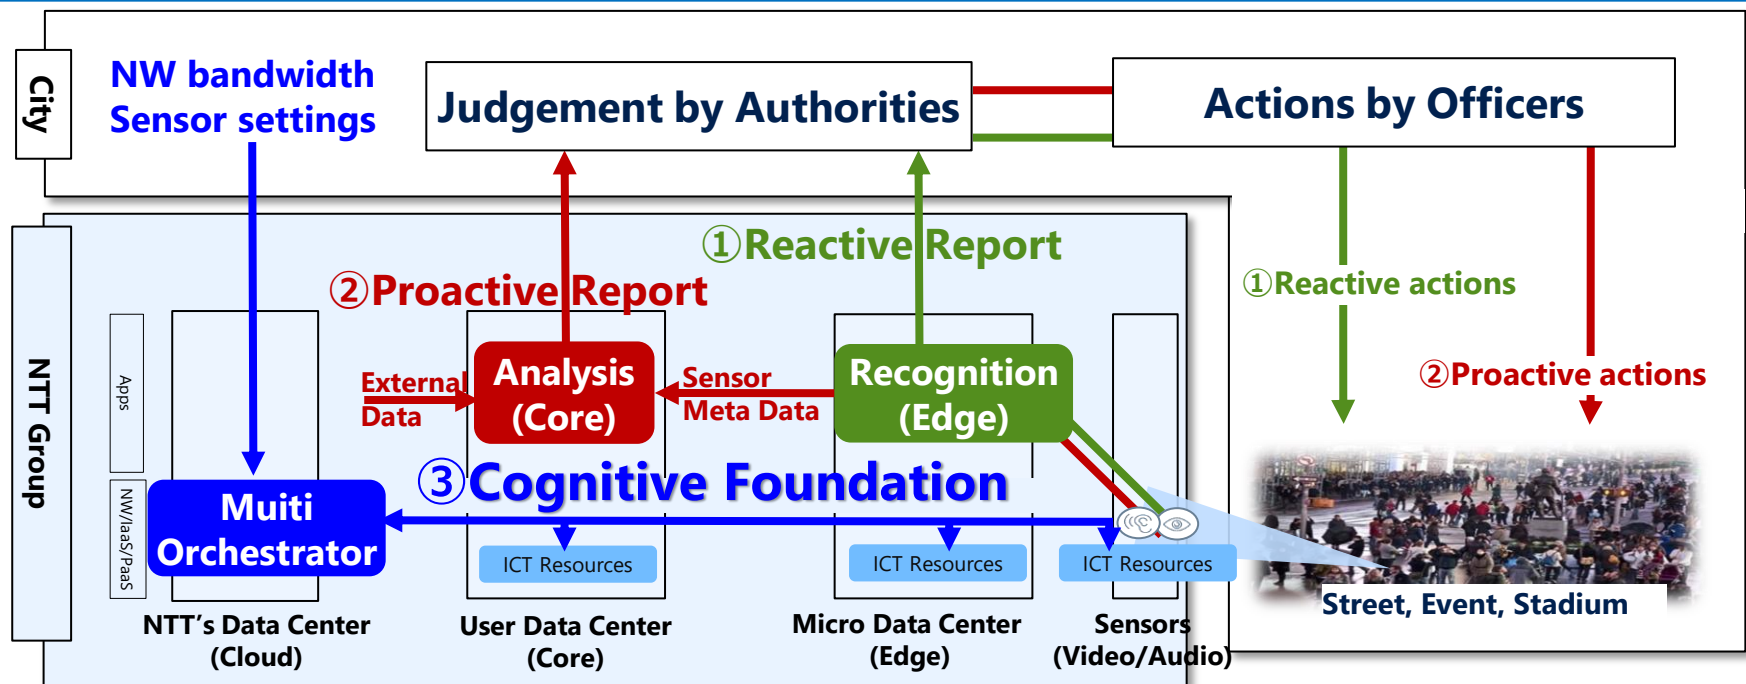 City
NW bandwidth
Sensor settings
Judgement by Authorities
Actions by Officers
NTT Group
①Reactive Report
②Proactive Report
①Reactive actions
②Proactive actions
Apps
External
Data
Analysis
(Core)
Sensor
Meta Data
Recognition
(Edge)
③Cognitive Foundation
NW/IaaS/PaaS
Muiti
Orchestrator
ICT Resources
ICT Resources
ICT Resources
Street, Event, Stadium
NTT’s Data Center
(Cloud)
User Data Center
(Core)
Micro Data Center
(Edge)
Sensors
(Video/Audio)